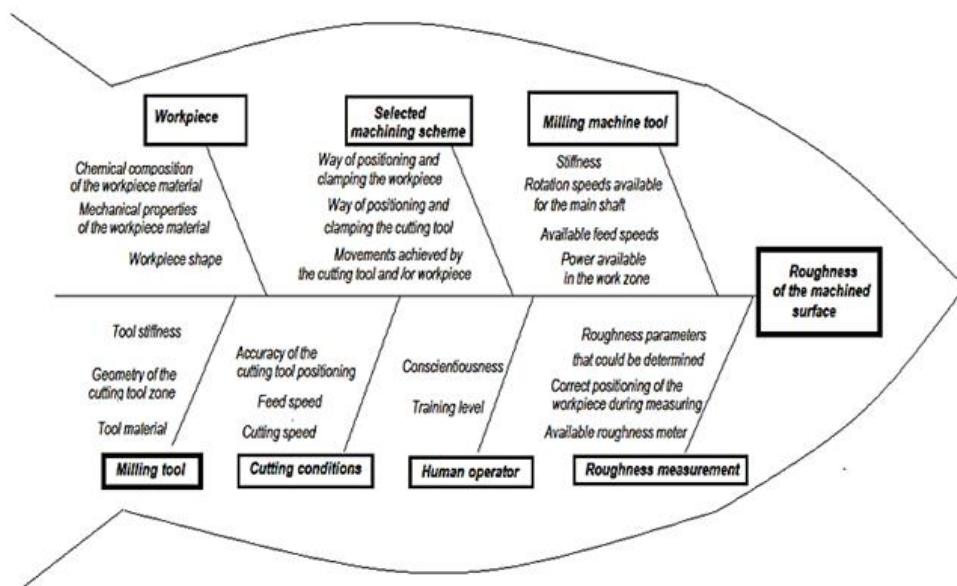 Workpiece
Chemical composition
of the workpiece material
Mechanical properties
of the workpiece material
Workpiece shape
Selected
machining scheme
Way of positioning and
clamping the workpiece
Way of positioning and
clamping the cutting tool
Movements achieved by
the cutting tool and /or workpiece
Milling machine tool
Stiffness
Rotation speeds available
for the main shaft
Available feed speeds
Power available
in the work zone
Roughness
of the machined
surface
Tool stiffness
Geometry of the
cutting tool zone
Tool material
Milling tool
Accuracy of the
cutting tool positioning
Feed speed
Cutting speed
Cutting conditions
Conscientiousness
Training level
Human operator
Roughness parameters
that could be determined
Correct positioning of the
workpiece during measuring
Available roughness meter
Roughness measurement